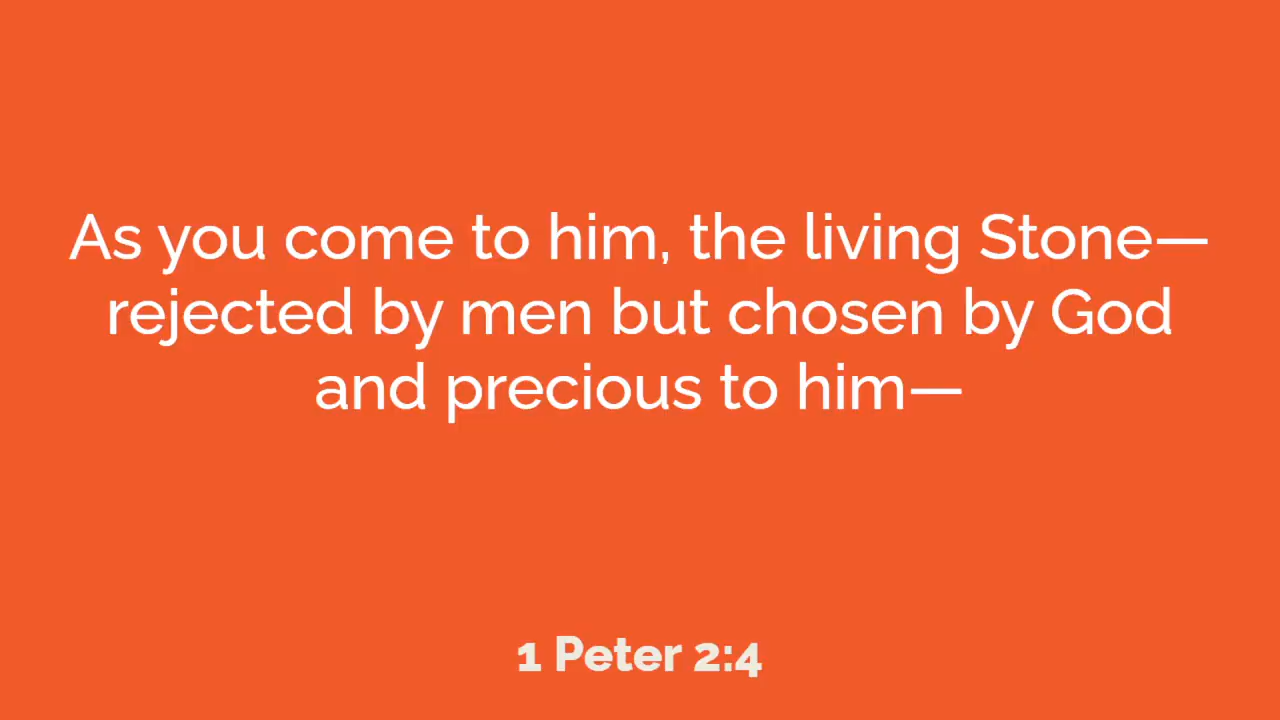 As you come to him, the living Stone—
rejected by men but chosen by God
and precious to him—
1 Peter 2:4